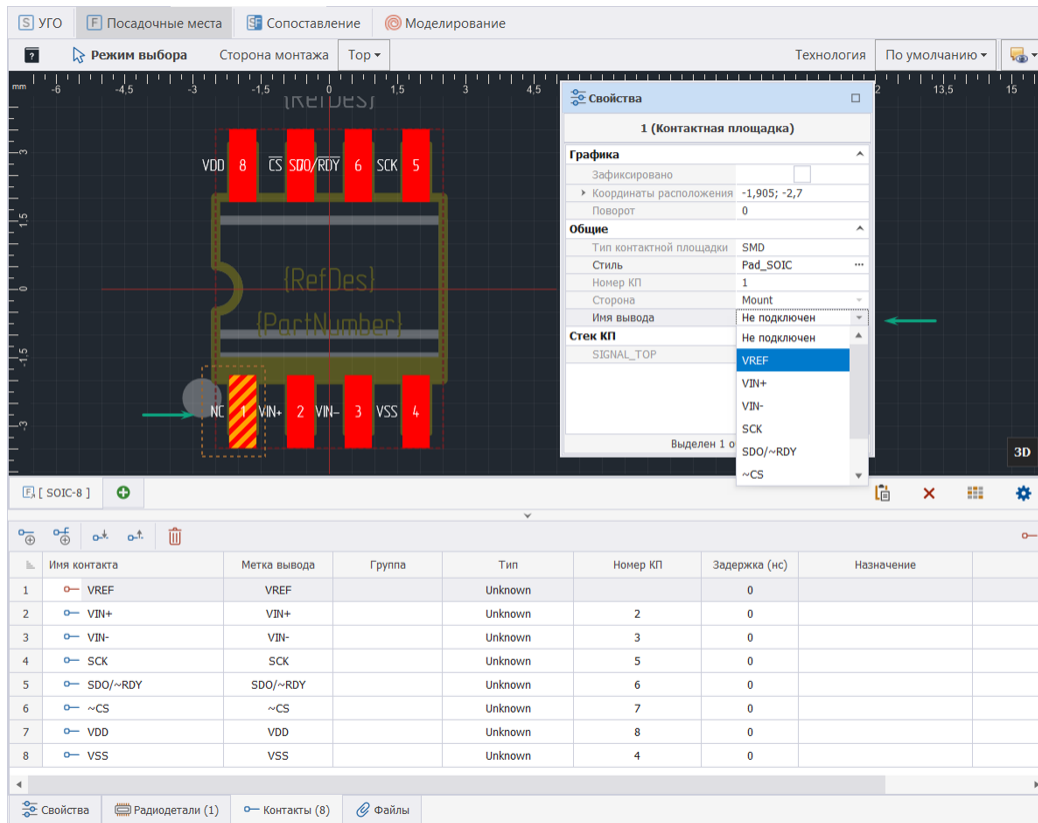 УГО Посадочные места Сопоставление Моделирование
Режим выбора Сторона монтажа Top Технология По умолчанию
mm -6 -4,5 -3 -1,5 0 1,5 3 4,5 2 13,5 15
{RefDes}
VDD 8 CS SDO/RDY 6 SCK 5
-3
-1,5
-0
{RefDes}
{PartNumber}
-1,5
NC 1 VIN+ 2 VIN- 3 VSS 4
-3
Свойства
1 (Контактная площадка)
Графика
Зафиксировано
Координаты расположения -1,905; -2,7
Поворот 0
Общие
Тип контактной площадки SMD
Стиль Pad_SOIC ...
Номер КП 1
Сторона Mount
Имя вывода Не подключен
Стек КП Не подключен
SIGNAL_TOP
VREF
VIN+
VIN-
SCK
Выделен 1 о
SDO/~RDY
~CS
3D
[ SOIC-8 ]
Имя контакта Метка вывода Группа Тип Номер КП Задержка (нс) Назначение
1 VREF VREF Unknown 0
2 VIN+ VIN+ Unknown 2 0
3 VIN- VIN- Unknown 3 0
4 SCK SCK Unknown 5 0
5 SDO/~RDY SDO/~RDY Unknown 6 0
6 ~CS ~CS Unknown 7 0
7 VDD VDD Unknown 8 0
8 VSS VSS Unknown 4 0
Свойства Радиодетали (1) Контакты (8) Файлы